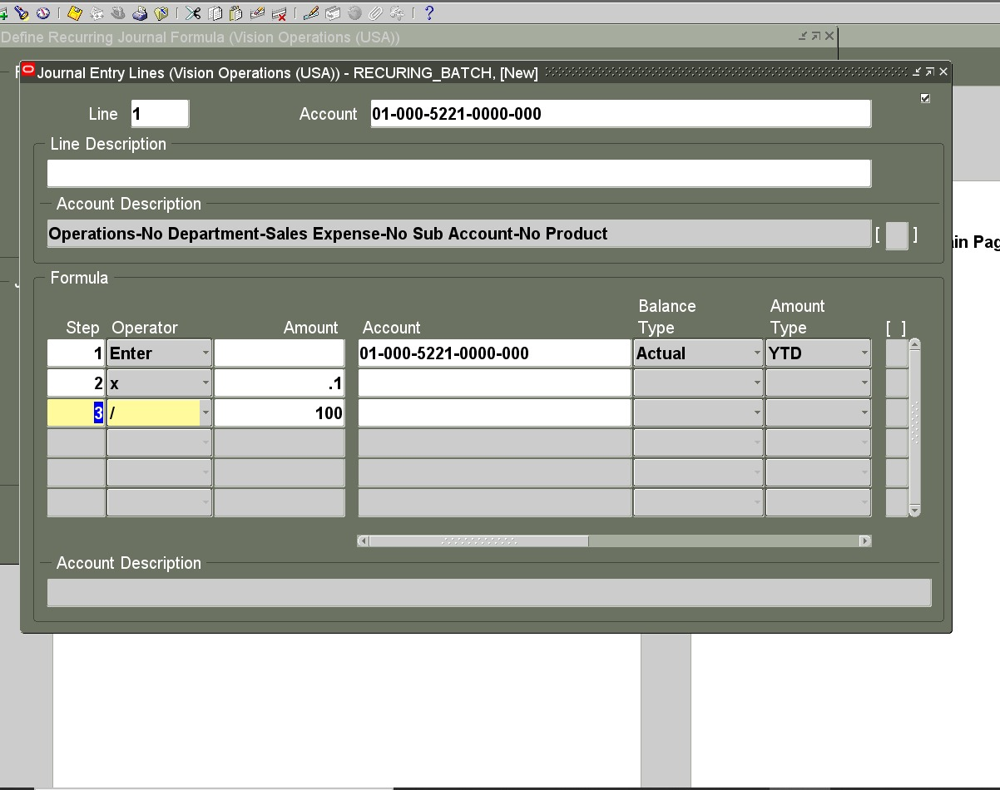 Define Recurring Journal Formula (Vision Operations (USA))
Journal Entry Lines (Vision Operations (USA)) - RECURING_BATCH, [New]
Line 1 Account 01-000-5221-0000-000
Line Description
Account Description
Operations-No Department-Sales Expense-No Sub Account-No Product [ ]
Formula
Balance Amount
Step Operator Amount Account Type Type [ ]
1 Enter 01-000-5221-0000-000 Actual YTD
2 x .1
3 / 100
Account Description